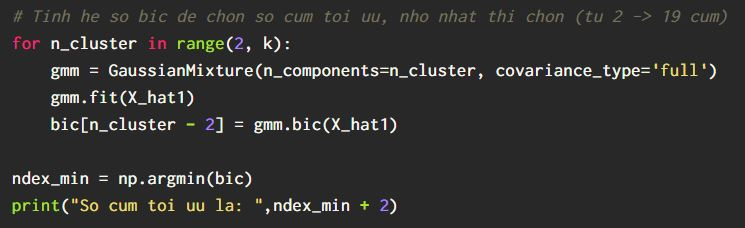 # Tinh he so bic de chon so cum toi uu, nho nhat thi chon (tu 2 -> 19 cum)
for n_cluster in range(2, k):
    gmm = GaussianMixture(n_components=n_cluster, covariance_type='full')
    gmm.fit(X_hat1)
    bic[n_cluster - 2] = gmm.bic(X_hat1)
ndex_min = np.argmin(bic)
print("So cum toi uu la: ",ndex_min + 2)